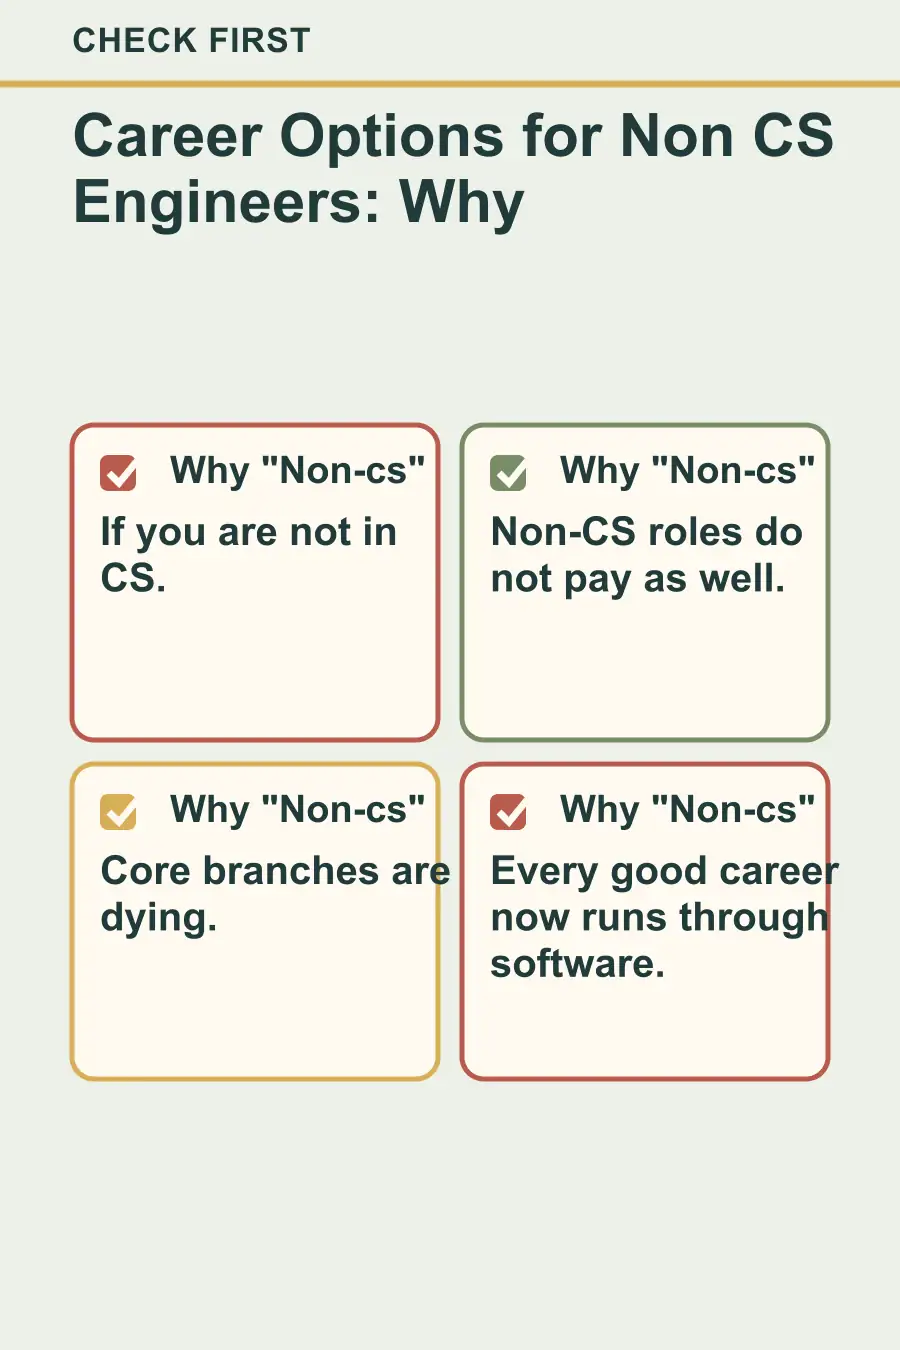 CHECK FIRST
Career Options for Non CS
Engineers: Why
Why "Non-cs"
If you are not in
CS.
Why "Non-cs"
Non-CS roles do
not pay as well.
Why "Non-cs"
Core branches are
dying.
Why "Non-cs"
Every good career
now runs through
software.